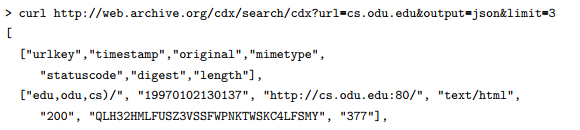 > curl http://web.archive.org/cdx/search/cdx?url=cs.odu.edu&output=json&limit=3
[
["urlkey","timestamp","original","mimetype",
"statuscode","digest","length"],
["edu,odu,cs)/", "19970102130137", "http://cs.odu.edu:80/", "text/html",
"200", "QLH32HMLFUSZ3VSSFWPNKTWSKC4LFSMY", "377"],